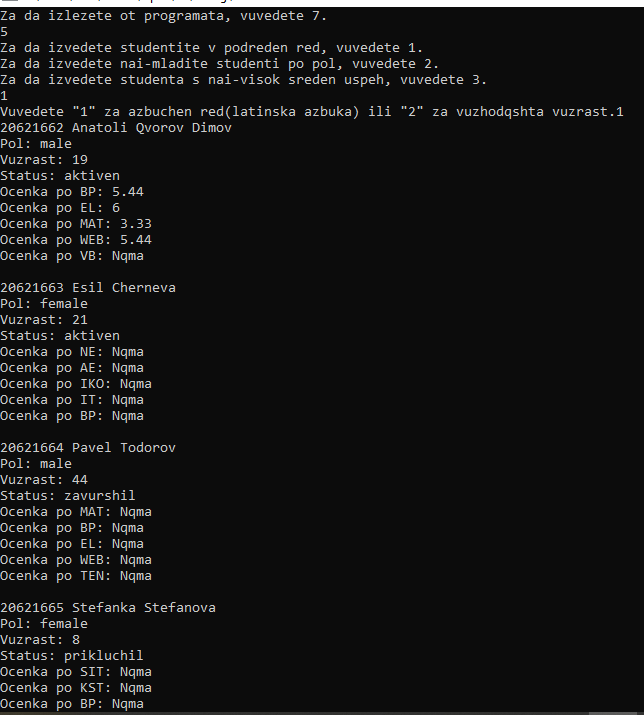 Za da izlezete ot programata, vuvedete 7.
5
Za da izvedete studentite v podreden red, vuvedete 1.
Za da izvedete nai-mladite studenti po pol, vuvedete 2.
Za da izvedete studenta s nai-visok sreden uspeh, vuvedete 3.
1
Vuvedete "1" za azbuchen red(latinska azbuka) ili "2" za vuzhodqshta vuzrast.1
20621662 Anatoli Qvorov Dimov
Pol: male
Vuzrast: 19
Status: aktiven
Ocenka po BP: 5.44
Ocenka po EL: 6
Ocenka po MAT: 3.33
Ocenka po WEB: 5.44
Ocenka po VB: Nqma

20621663 Esil Cherneva
Pol: female
Vuzrast: 21
Status: aktiven
Ocenka po NE: Nqma
Ocenka po AE: Nqma
Ocenka po IKO: Nqma
Ocenka po IT: Nqma
Ocenka po BP: Nqma

20621664 Pavel Todorov
Pol: male
Vuzrast: 44
Status: zavurshil
Ocenka po MAT: Nqma
Ocenka po BP: Nqma
Ocenka po EL: Nqma
Ocenka po WEB: Nqma
Ocenka po TEN: Nqma

20621665 Stefanka Stefanova
Pol: female
Vuzrast: 8
Status: prikluchil
Ocenka po SIT: Nqma
Ocenka po KST: Nqma
Ocenka po BP: Nqma